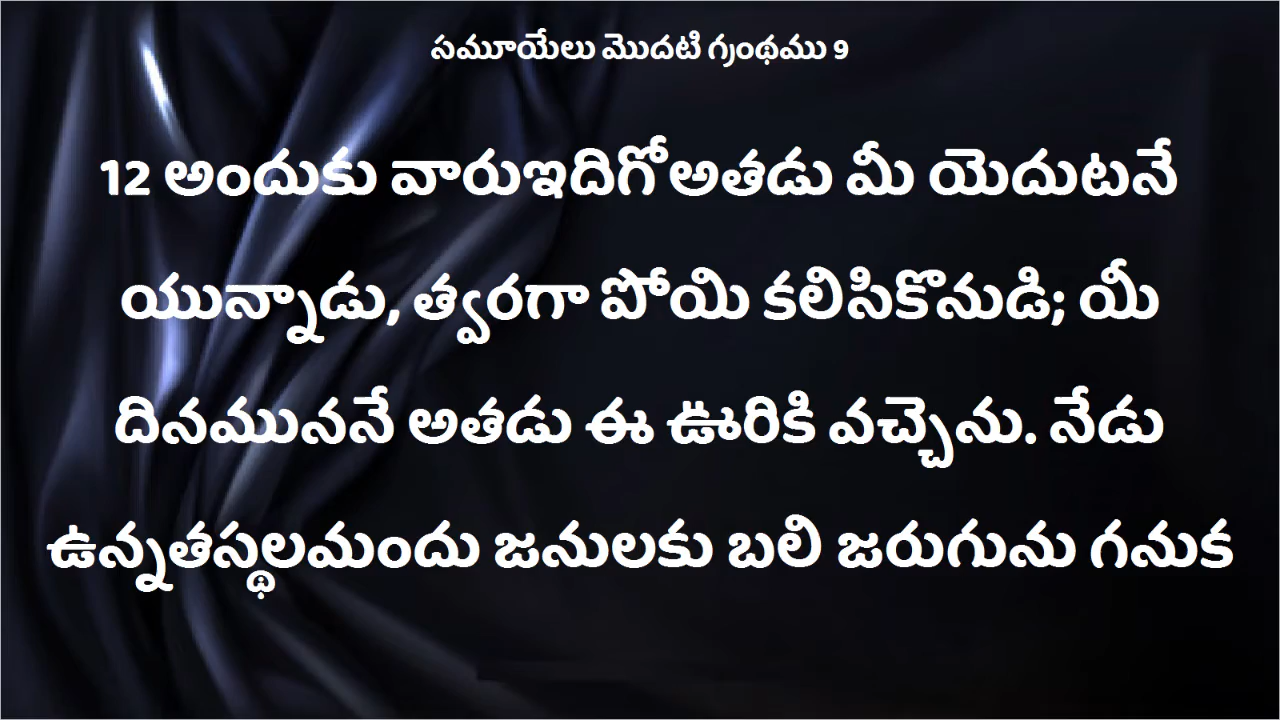 సమూయేలు మొదటి గ్రంథము 9
12 అందుకు వారుఇదిగోఅతడు మీ యెదుటనే
యున్నాడు, త్వరగా పోయి కలిసికొనుడి; యీ
దినముననే అతడు ఈ ఊరికి వచ్చెను. నేడు
ఉన్నతస్థలమందు జనులకు బలి జరుగును గనుక